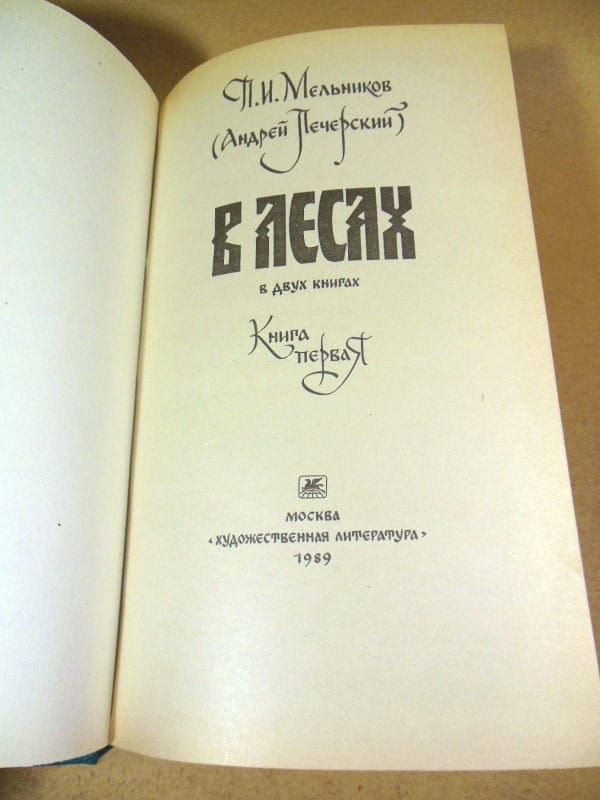 П.И. Мельников
(Андрей Печерский)
В ЛЕСАХ
В ДВУХ КНИГАХ
Книга
первая
МОСКВА
«ХУДОЖЕСТВЕННАЯ ЛИТЕРАТУРА»
1989